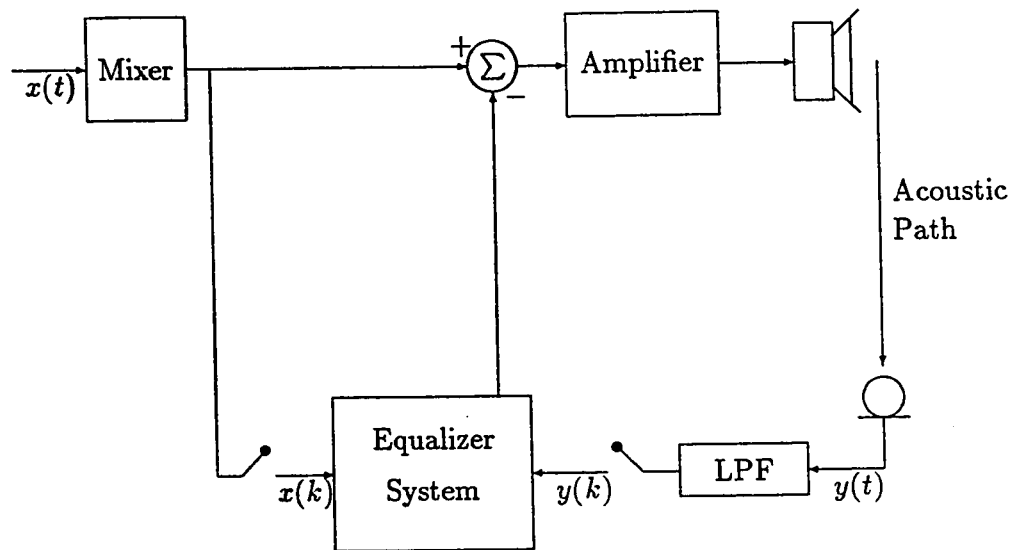 x(t)
Mixer
+
Σ
−
Amplifier
Acoustic
Path
Equalizer
System
x(k)
y(k)
LPF
y(t)